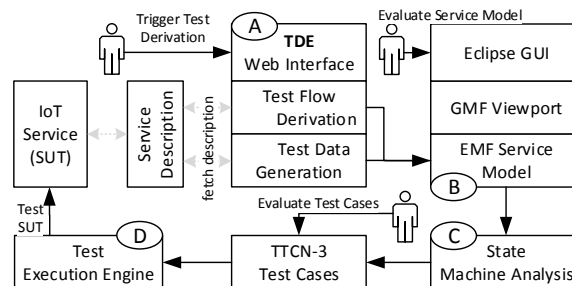 Trigger Test
Derivation
A
TDE
Web Interface
Evaluate Service Model
Eclipse GUI
IoT
Service
(SUT)
Service
Description
fetch description
Test Flow
Derivation
Test Data
Generation
GMF Viewport
EMF Service
Model
B
Test
SUT
Evaluate Test Cases
D
Test
Execution Engine
TTCN-3
Test Cases
C
State
Machine Analysis